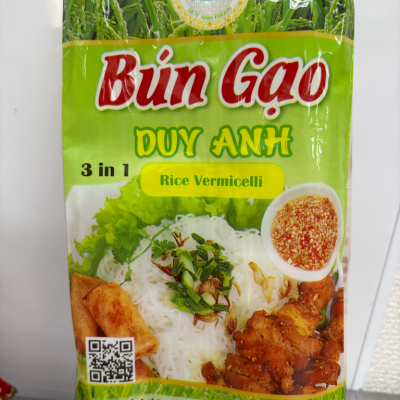 Bún Gạo
DUY ANH
3 in 1
Rice Vermicelli